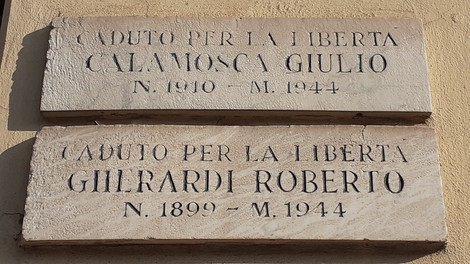 CADUTO PER LA LIBERTA
CALAMOSCA GIULIO
N. 1910 - M. 1944
CADUTO PER LA LIBERTA
GHERARDI ROBERTO
N. 1899 - M. 1944